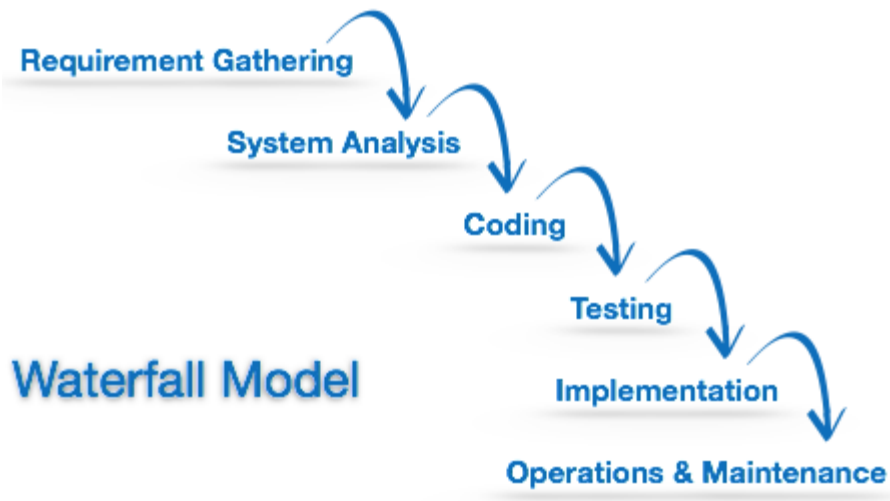 Requirement Gathering
System Analysis
Coding
Testing
Waterfall Model
Implementation
Operations & Maintenance